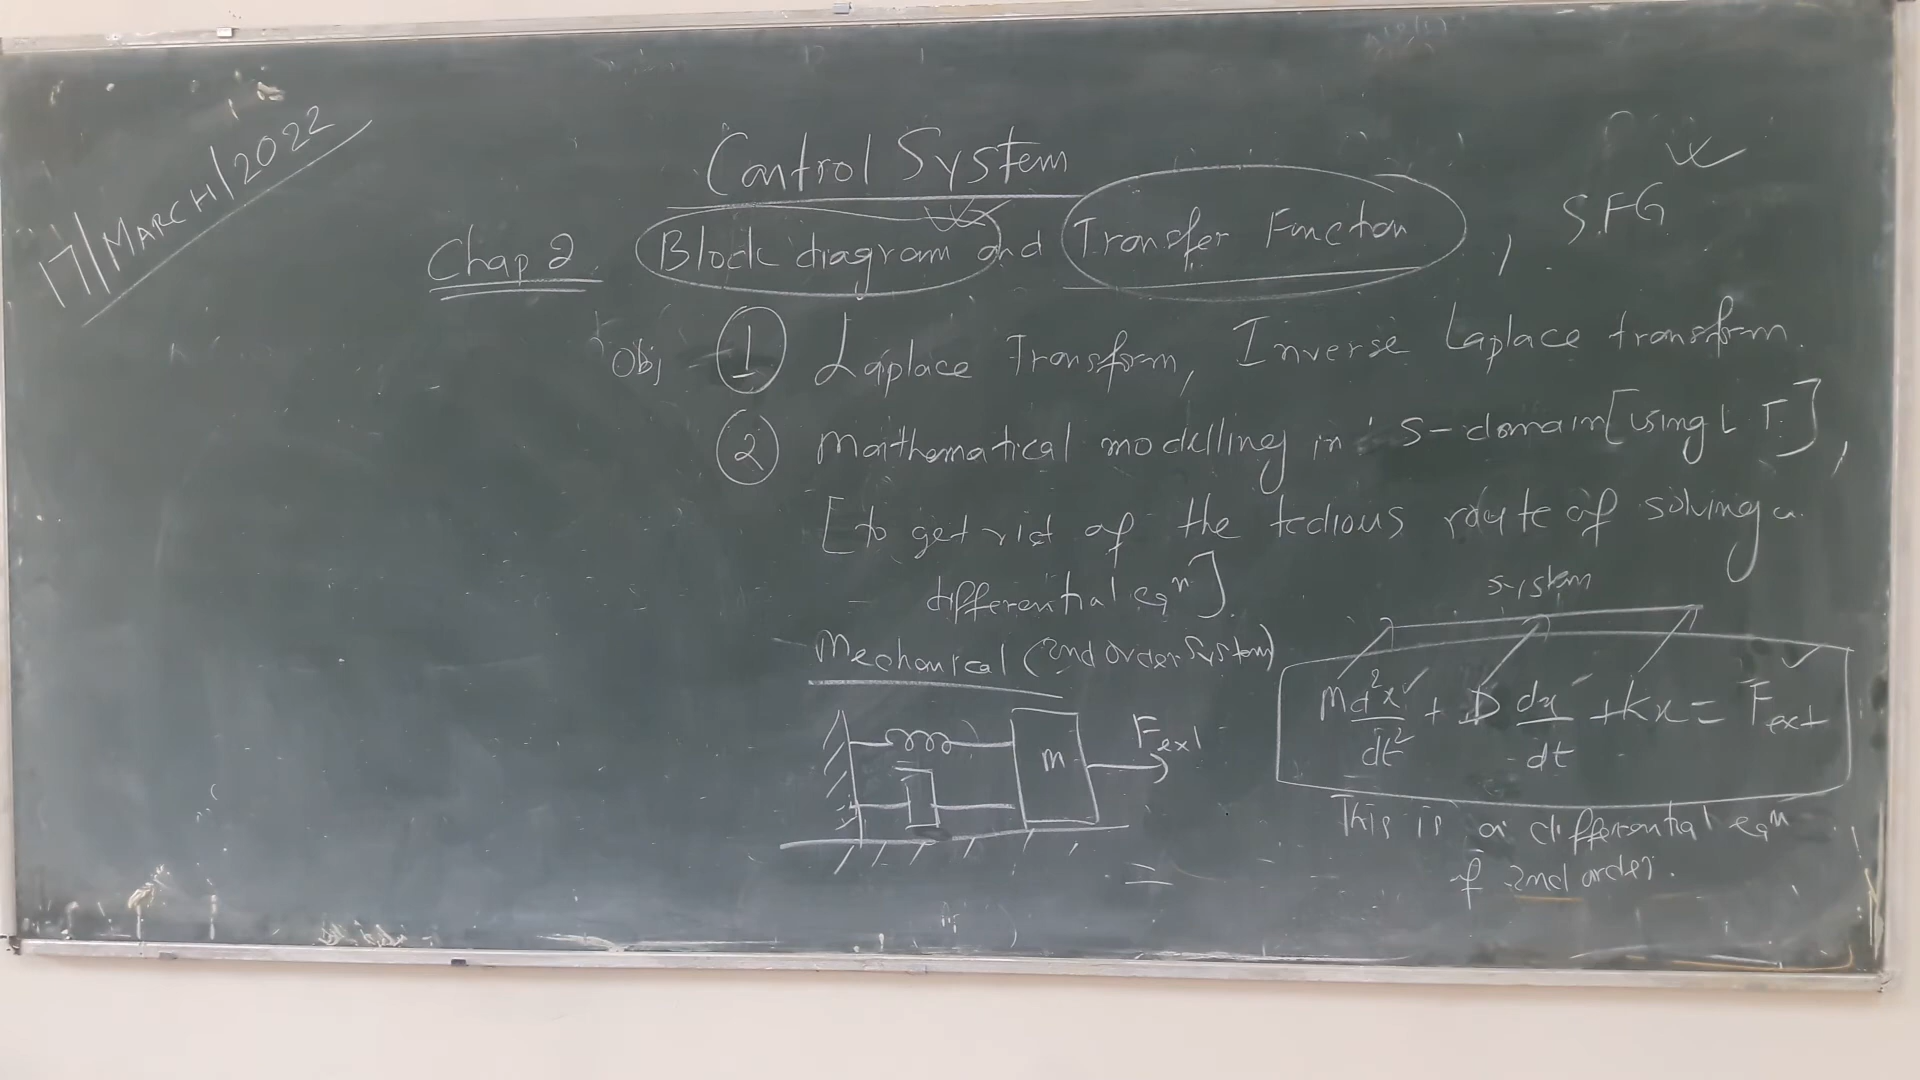 17/MARCH/2022
Control System
Chap 2 Block diagram and Transfer Function, S.F.G
Obj ① Laplace Transform, Inverse Laplace transform.
② Mathematical modelling in s-domain [using L T],
[to get rid of the tedious route of solving a
differential eqⁿ].
Mechanical (2nd order System)
system
M d²x/dt² + D dx/dt + kx = Fext
m
Fext
This is a differential eqⁿ
of 2nd order.